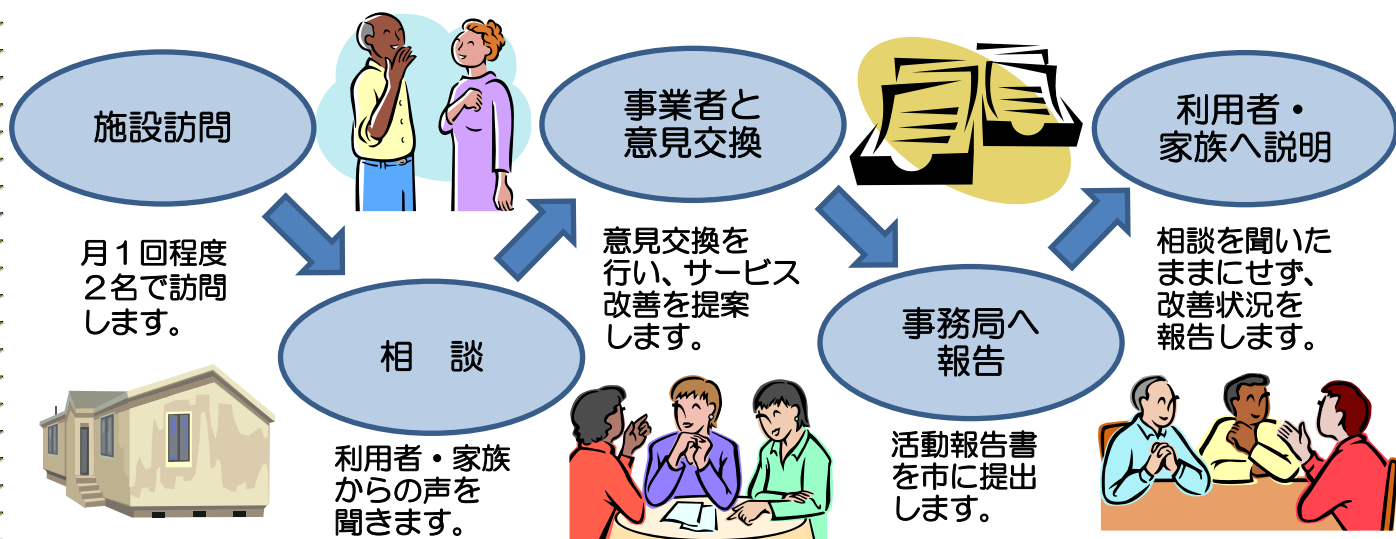 施設訪問
月１回程度
２名で訪問
します。
相　談
利用者・家族
からの声を
聞きます。
事業者と
意見交換
意見交換を
行い、サービス
改善を提案
します。
事務局へ
報告
活動報告書
を市に提出
します。
利用者・
家族へ説明
相談を聞いた
ままにせず、
改善状況を
報告します。